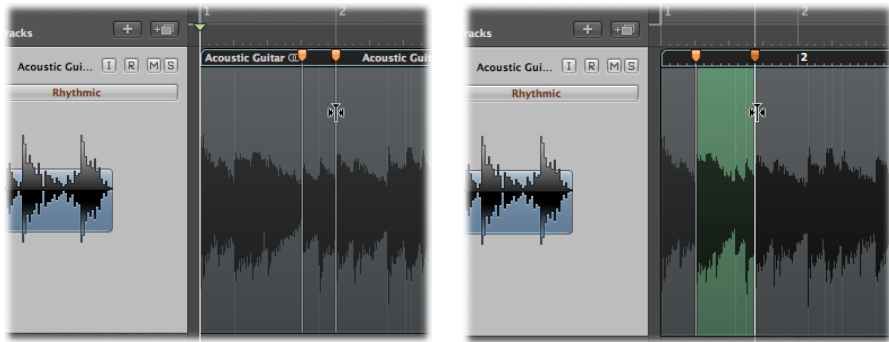 1
2
racks
+
+
Acoustic Guitar
Acoustic Gui
Acoustic Gui...
I
R
M
S
Rhythmic
1
2
racks
+
+
2
Acoustic Gui...
I
R
M
S
Rhythmic